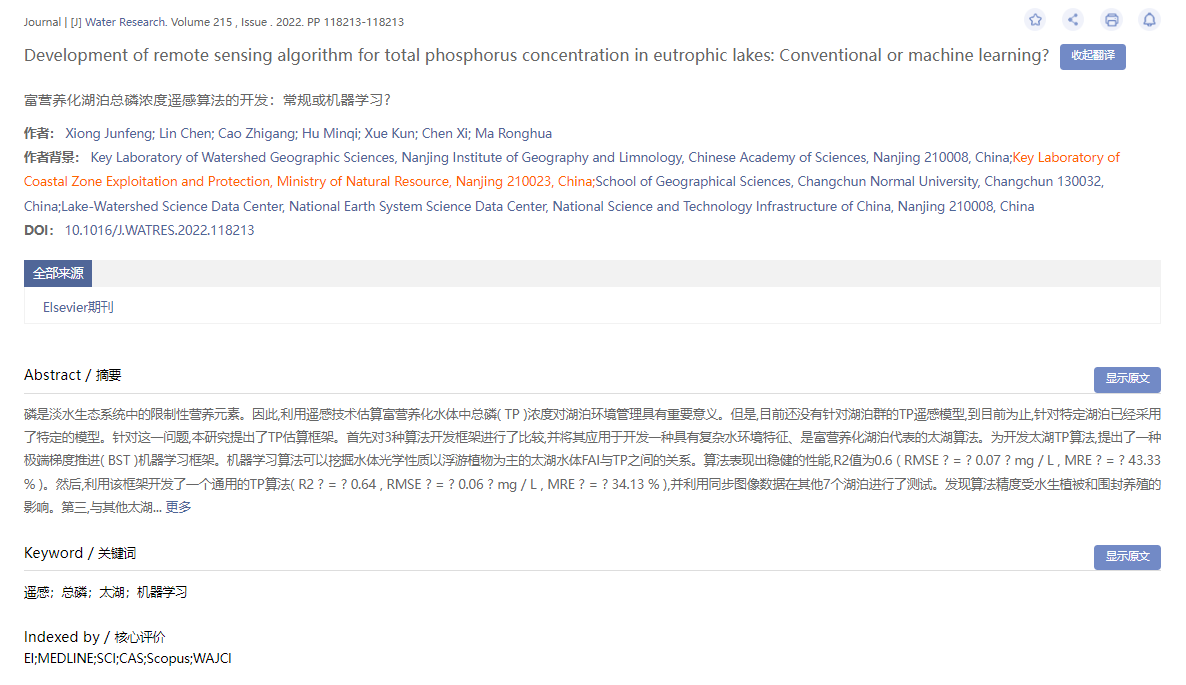 Journal | [J] Water Research. Volume 215 , Issue . 2022. PP 118213-118213
Development of remote sensing algorithm for total phosphorus concentration in eutrophic lakes: Conventional or machine learning? 收起翻译
富营养化湖泊总磷浓度遥感算法的开发：常规或机器学习?
作者： Xiong Junfeng; Lin Chen; Cao Zhigang; Hu Minqi; Xue Kun; Chen Xi; Ma Ronghua
作者背景： Key Laboratory of Watershed Geographic Sciences, Nanjing Institute of Geography and Limnology, Chinese Academy of Sciences, Nanjing 210008, China;Key Laboratory of
Coastal Zone Exploitation and Protection, Ministry of Natural Resource, Nanjing 210023, China;School of Geographical Sciences, Changchun Normal University, Changchun 130032,
China;Lake-Watershed Science Data Center, National Earth System Science Data Center, National Science and Technology Infrastructure of China, Nanjing 210008, China
DOI： 10.1016/J.WATRES.2022.118213
全部来源
Elsevier期刊
Abstract / 摘要
显示原文
磷是淡水生态系统中的限制性营养元素。因此,利用遥感技术估算富营养化水体中总磷( TP )浓度对湖泊环境管理具有重要意义。但是,目前还没有针对湖泊群的TP遥感模型,到目前为止,针对特定湖泊已经采用
了特定的模型。针对这一问题,本研究提出了TP估算框架。首先对3种算法开发框架进行了比较,并将其应用于开发一种具有复杂水环境特征、是富营养化湖泊代表的太湖算法。为开发太湖TP算法,提出了一种
极端梯度推进( BST )机器学习框架。机器学习算法可以挖掘水体光学性质以浮游植物为主的太湖水体FAI与TP之间的关系。算法表现出稳健的性能,R2值为0.6 ( RMSE ? = ? 0.07 ? mg / L , MRE ? = ? 43.33
% )。然后,利用该框架开发了一个通用的TP算法( R2 ? = ? 0.64 , RMSE ? = ? 0.06 ? mg / L , MRE ? = ? 34.13 % ),并利用同步图像数据在其他7个湖泊进行了测试。发现算法精度受水生植被和围封养殖的
影响。第三,与其他太湖... 更多
Keyword / 关键词
显示原文
遥感；总磷；太湖；机器学习
Indexed by / 核心评价
EI;MEDLINE;SCI;CAS;Scopus;WAJCI